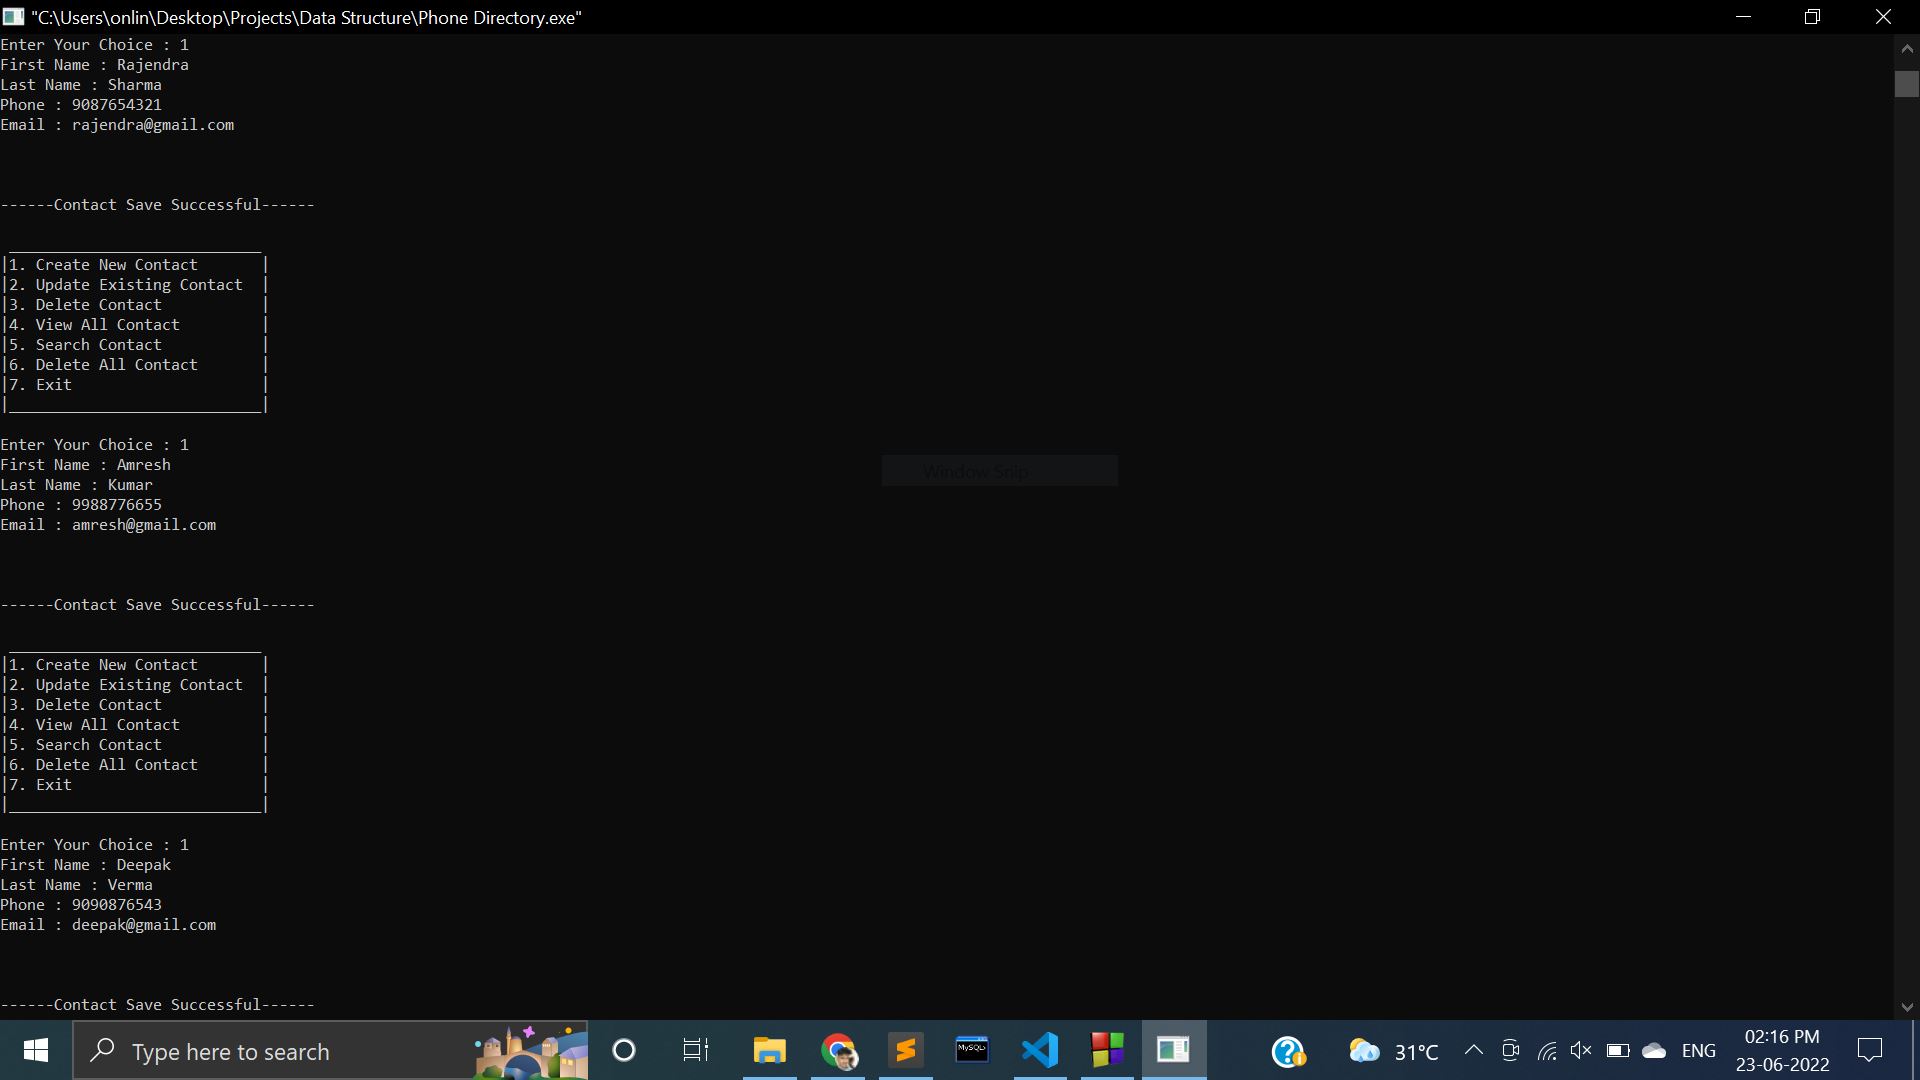 "C:\Users\onlin\Desktop\Projects\Data Structure\Phone Directory.exe"
Enter Your Choice : 1
First Name : Rajendra
Last Name : Sharma
Phone : 9087654321
Email : rajendra@gmail.com
------Contact Save Successful------
____________________________
|1. Create New Contact       |
|2. Update Existing Contact  |
|3. Delete Contact           |
|4. View All Contact         |
|5. Search Contact           |
|6. Delete All Contact       |
|7. Exit                     |
|____________________________|
Enter Your Choice : 1
First Name : Amresh
Last Name : Kumar
Phone : 9988776655
Email : amresh@gmail.com
Window Snip
------Contact Save Successful------
____________________________
|1. Create New Contact       |
|2. Update Existing Contact  |
|3. Delete Contact           |
|4. View All Contact         |
|5. Search Contact           |
|6. Delete All Contact       |
|7. Exit                     |
|____________________________|
Enter Your Choice : 1
First Name : Deepak
Last Name : Verma
Phone : 9090876543
Email : deepak@gmail.com
------Contact Save Successful------
Type here to search
MySQL
31°C
ENG
02:16 PM
23-06-2022